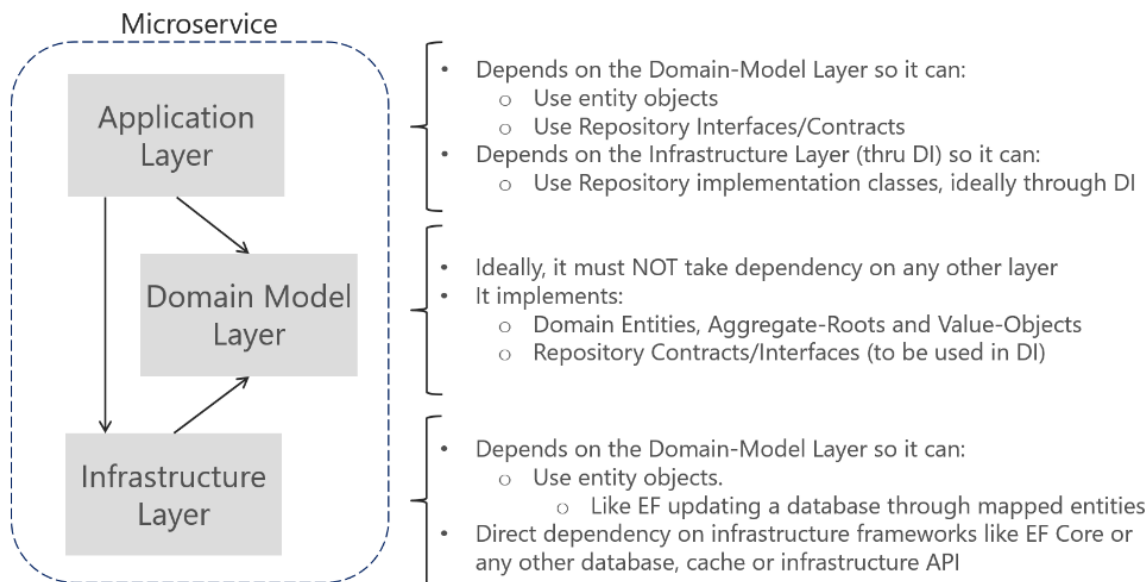 Microservice
Application
Layer
Domain Model
Layer
Infrastructure
Layer
• Depends on the Domain-Model Layer so it can:
o Use entity objects
o Use Repository Interfaces/Contracts
• Depends on the Infrastructure Layer (thru DI) so it can:
o Use Repository implementation classes, ideally through DI
• Ideally, it must NOT take dependency on any other layer
• It implements:
o Domain Entities, Aggregate-Roots and Value-Objects
o Repository Contracts/Interfaces (to be used in DI)
• Depends on the Domain-Model Layer so it can:
o Use entity objects.
o Like EF updating a database through mapped entities
• Direct dependency on infrastructure frameworks like EF Core or
any other database, cache or infrastructure API